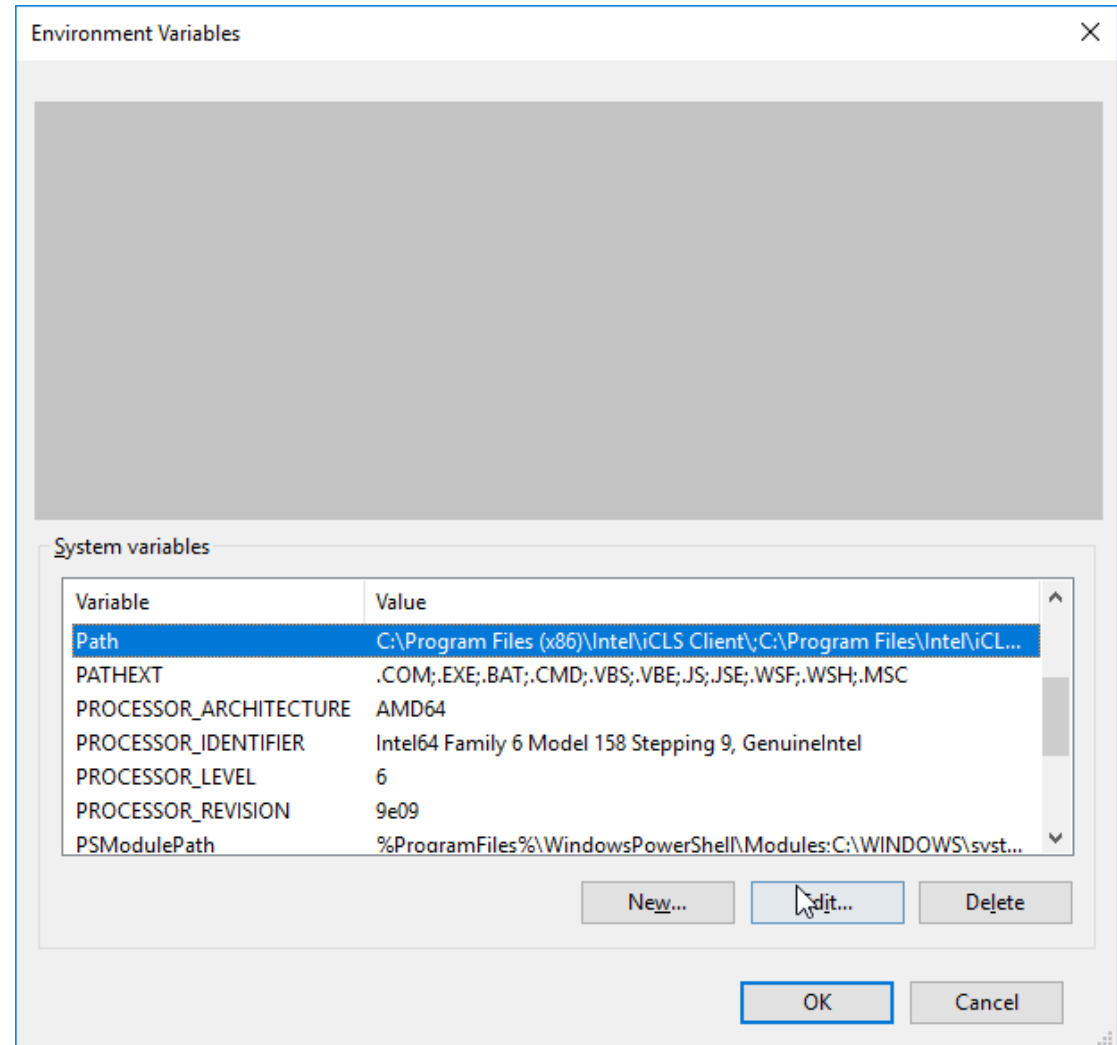 Environment Variables
System variables
Variable Value
Path C:\Program Files (x86)\Intel\iCLS Client\;C:\Program Files\Intel\iCL...
PATHEXT .COM;.EXE;.BAT;.CMD;.VBS;.VBE;.JS;.JSE;.WSF;.WSH;.MSC
PROCESSOR_ARCHITECTURE AMD64
PROCESSOR_IDENTIFIER Intel64 Family 6 Model 158 Stepping 9, GenuineIntel
PROCESSOR_LEVEL 6
PROCESSOR_REVISION 9e09
PSModulePath %ProgramFiles%\WindowsPowerShell\Modules;C:\WINDOWS\syst...
New... Edit... Delete
OK Cancel